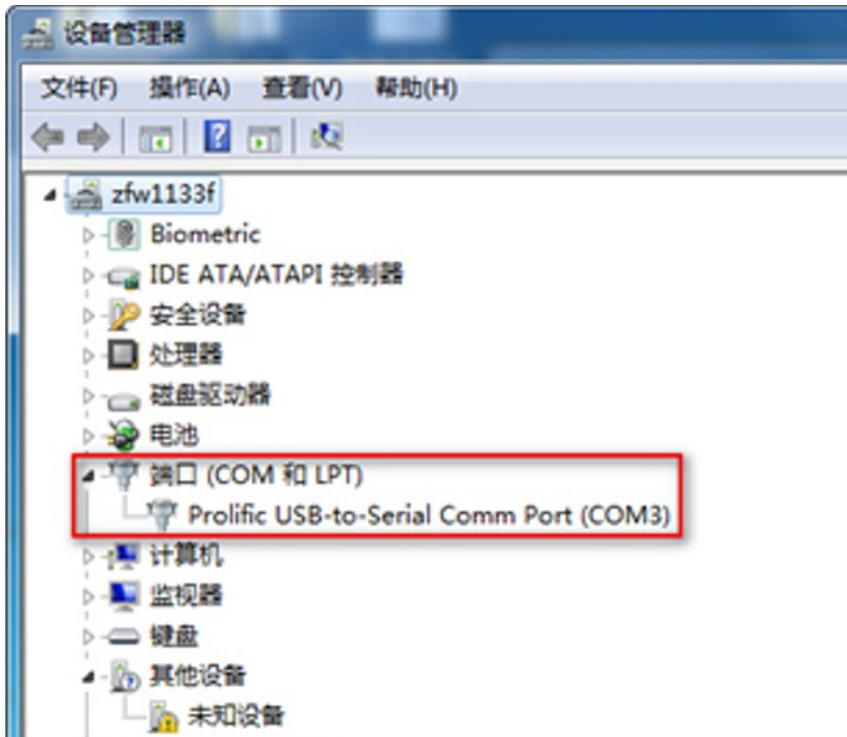 设备管理器
文件(F) 操作(A) 查看(V) 帮助(H)
zfw1133f
Biometric
IDE ATA/ATAPI 控制器
安全设备
处理器
磁盘驱动器
电池
端口 (COM 和 LPT)
Prolific USB-to-Serial Comm Port (COM3)
计算机
监视器
键盘
其他设备
未知设备